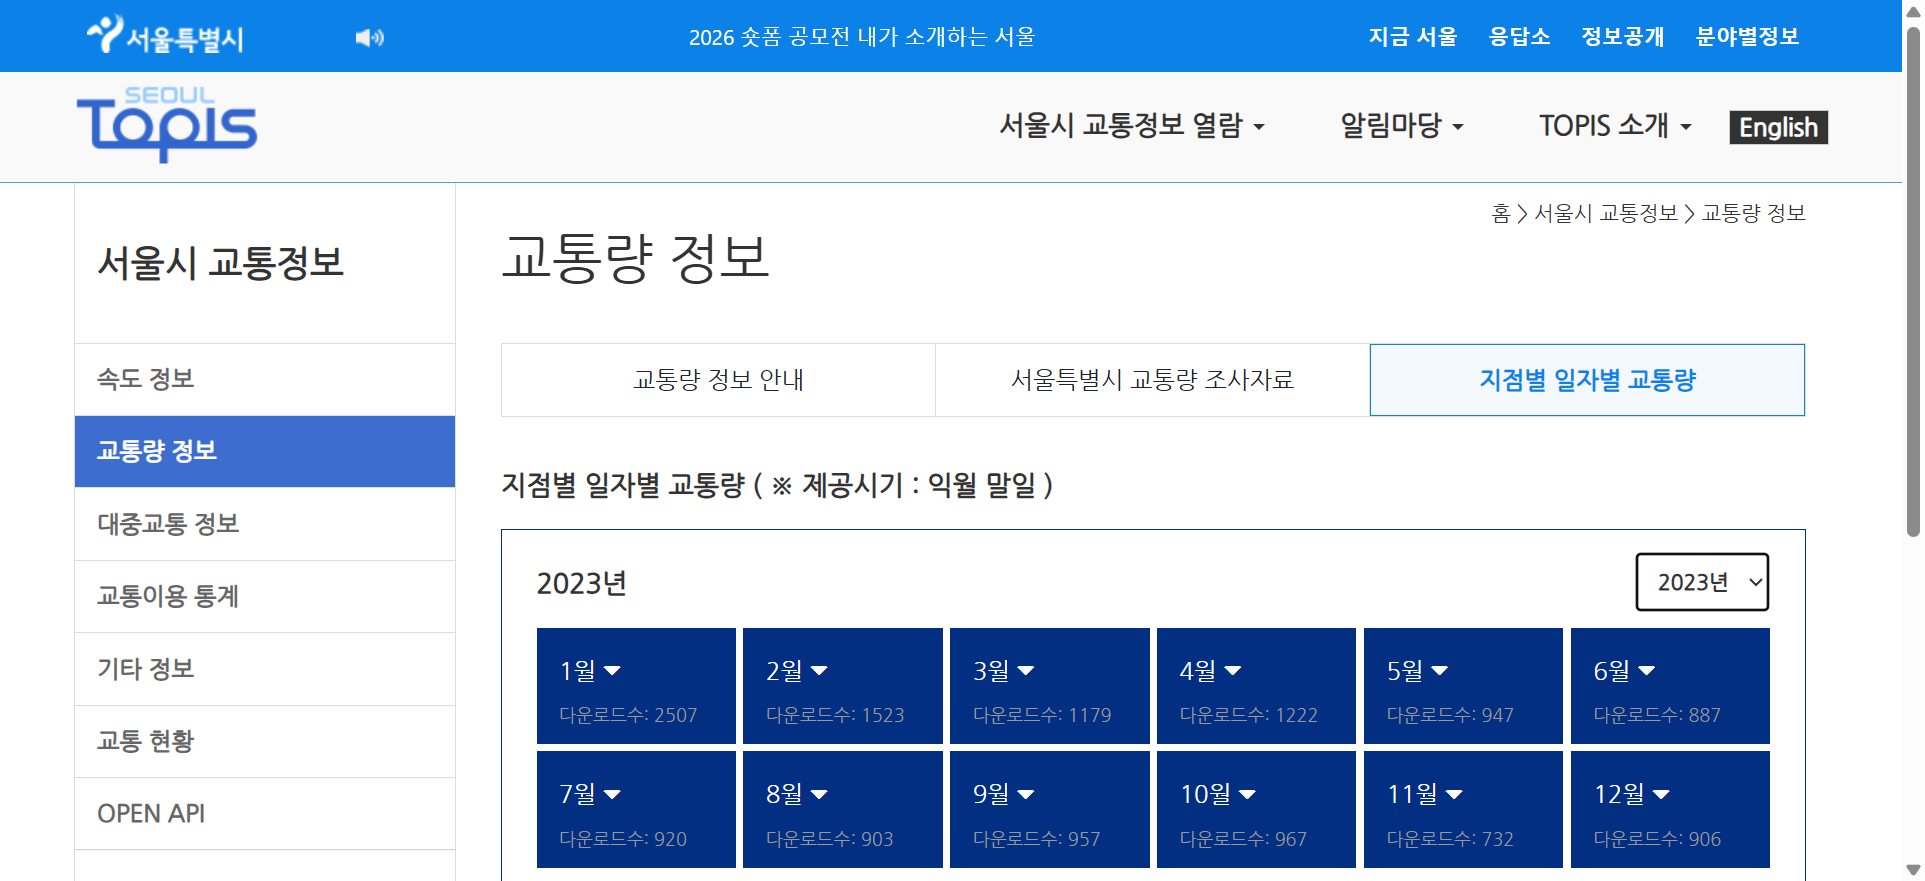 서울특별시
2026 숏폼 공모전 내가 소개하는 서울
지금 서울 응답소 정보공개 분야별정보
SEOUL
Topis
서울시 교통정보 열람 알림마당 TOPIS 소개 English
홈 > 서울시 교통정보 > 교통량 정보
서울시 교통정보
속도 정보
교통량 정보
대중교통 정보
교통이용 통계
기타 정보
교통 현황
OPEN API
교통량 정보
교통량 정보 안내 서울특별시 교통량 조사자료 지점별 일자별 교통량
지점별 일자별 교통량 ( ※ 제공시기 : 익월 말일 )
2023년 2023년
1월 2월 3월 4월 5월 6월
다운로드수: 2507 다운로드수: 1523 다운로드수: 1179 다운로드수: 1222 다운로드수: 947 다운로드수: 887
7월 8월 9월 10월 11월 12월
다운로드수: 920 다운로드수: 903 다운로드수: 957 다운로드수: 967 다운로드수: 732 다운로드수: 906